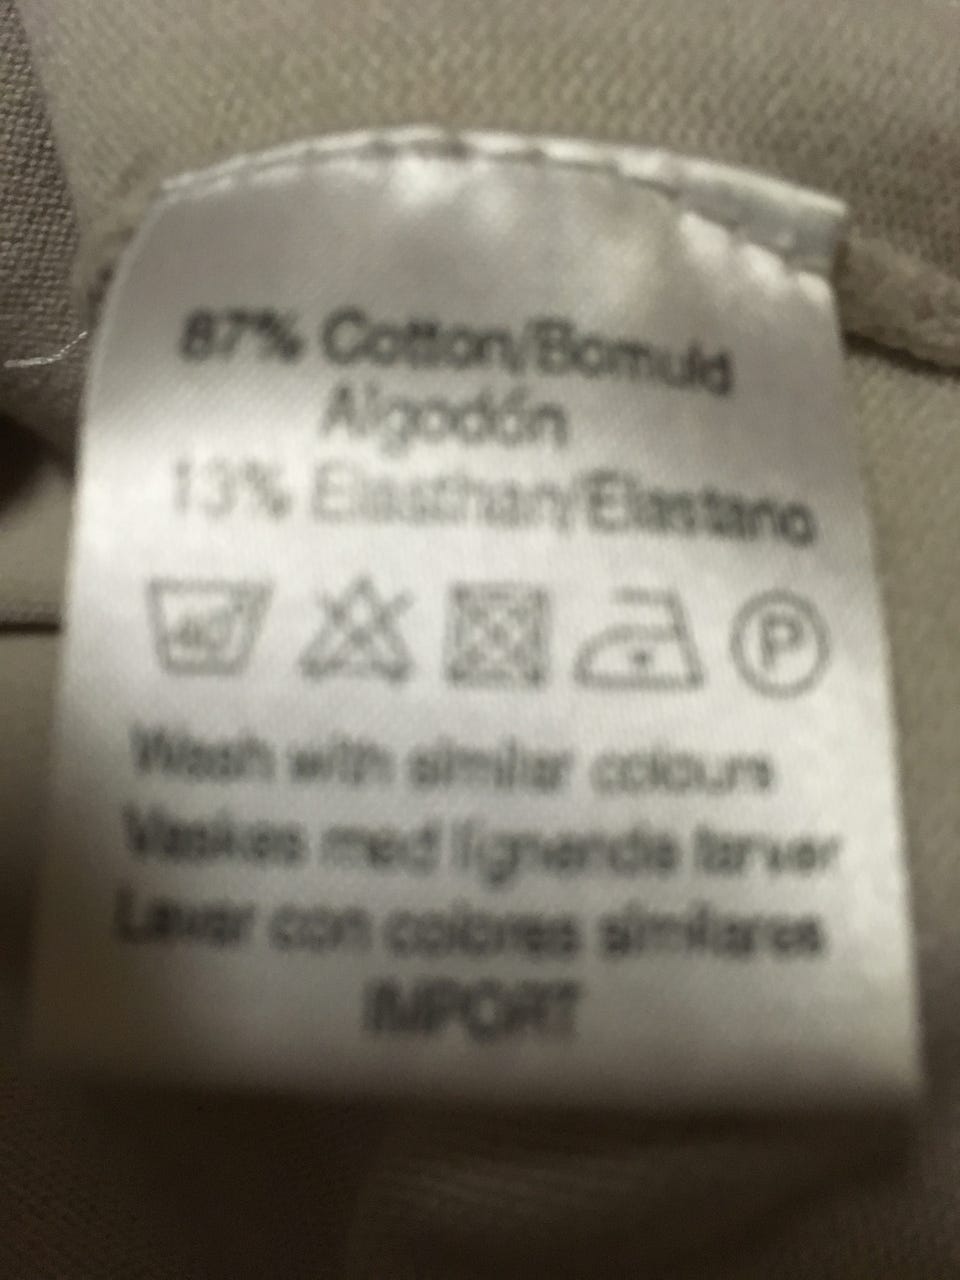 87% Cotton/Bomuld
Algodón
13% Elasthan/Elastano
40
P
Wash with similar colours
Vaskes med lignende farver
Lavar con colores similares
IMPORT